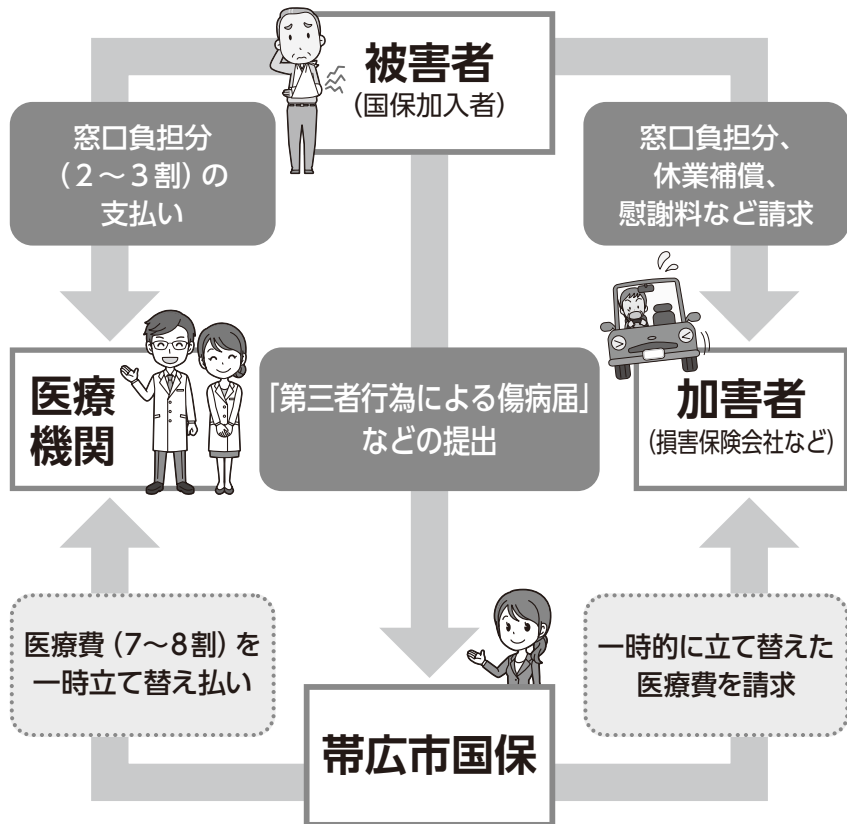 被害者
（国保加入者）
窓口負担分
（２～３割）の
支払い
窓口負担分、
休業補償、
慰謝料など請求
医療
機関
「第三者行為による傷病届」
などの提出
加害者
（損害保険会社など）
医療費（7～8割）を
一時立て替え払い
一時的に立て替えた
医療費を請求
帯広市国保